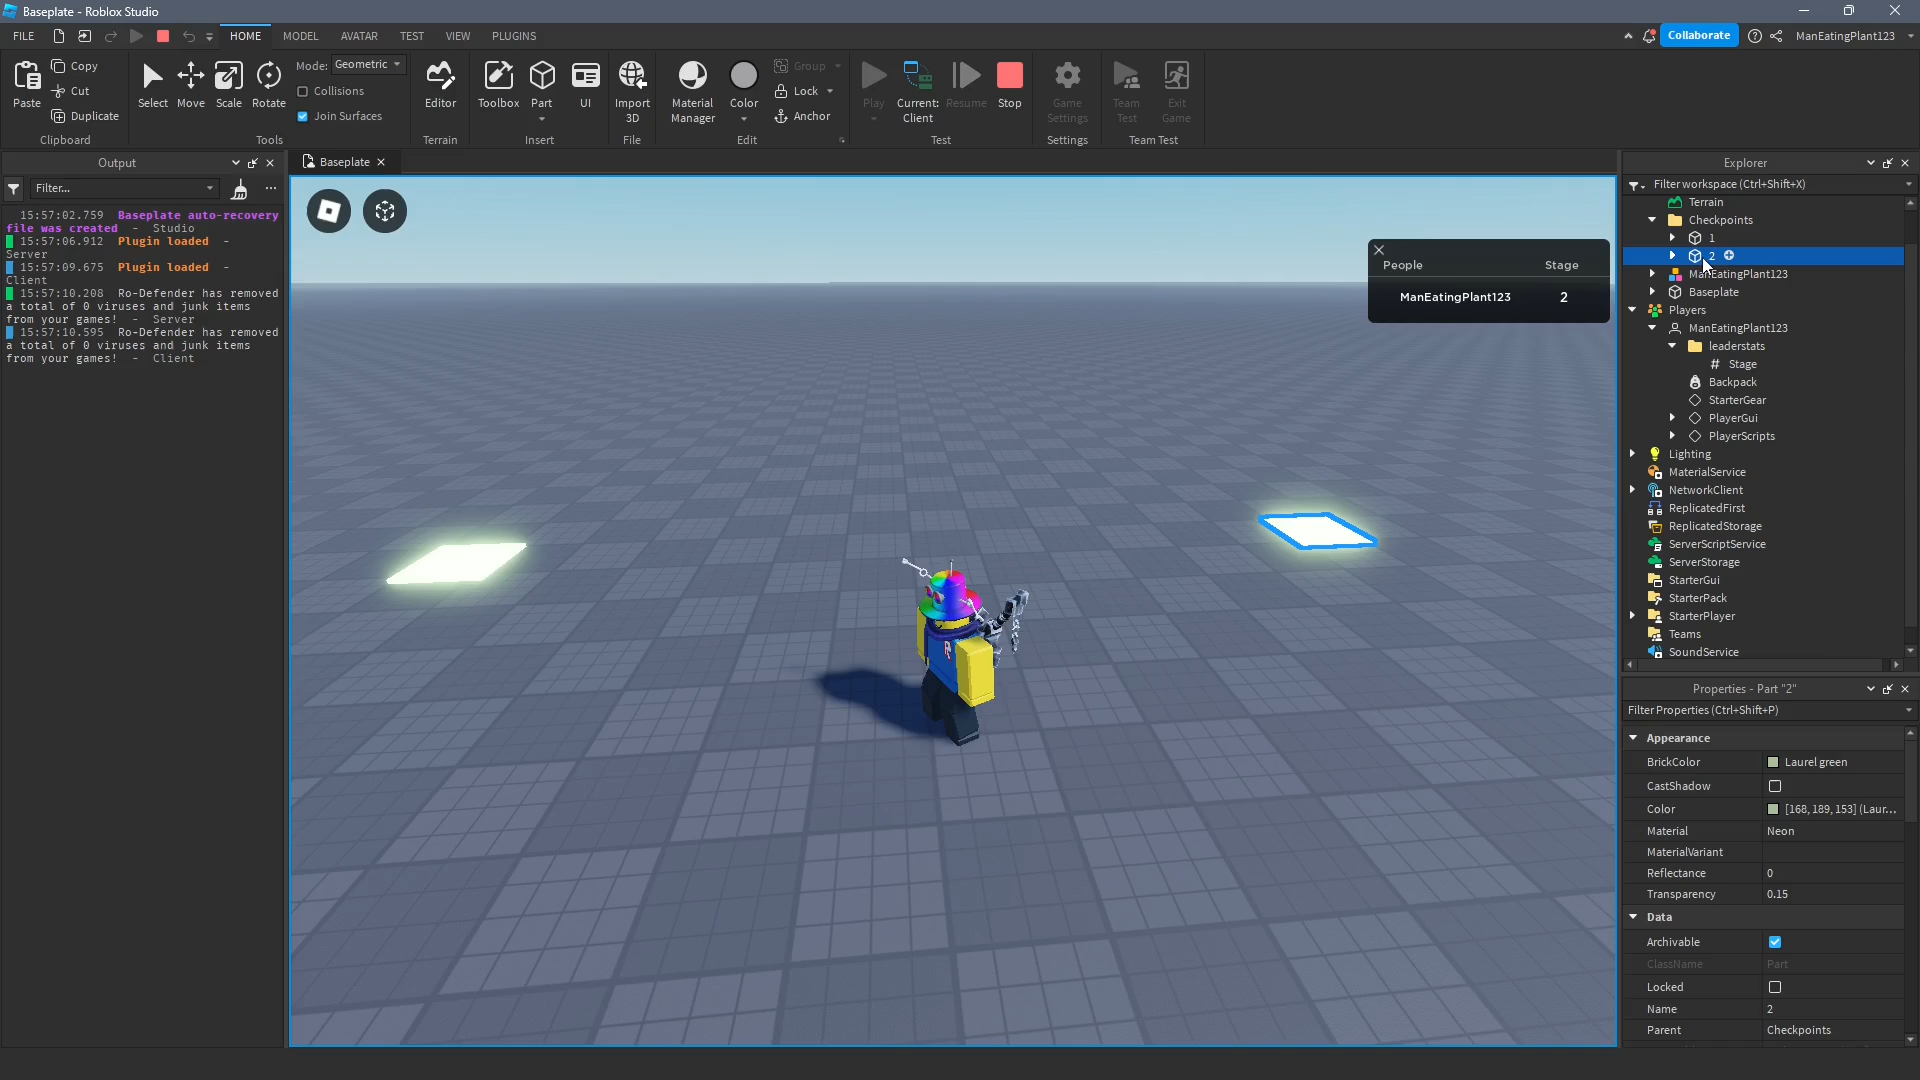 Baseplate - Roblox Studio
FILE HOME MODEL AVATAR TEST VIEW PLUGINS Collaborate ManEatingPlant123
Paste Copy Cut Duplicate Clipboard
Select Move Scale Rotate Mode: Geometric Collisions Join Surfaces Tools
Editor Terrain
Toolbox Part UI Insert
Import 3D File
Material Manager Color Group Lock Anchor Edit
Play Current: Client Resume Stop Test
Game Settings Settings
Team Test Exit Game Team Test
Output
Filter...
15:57:02.759 Baseplate auto-recovery
file was created - Studio
15:57:06.912 Plugin loaded -
Server
15:57:09.675 Plugin loaded -
Client
15:57:10.208 Ro-Defender has removed
a total of 0 viruses and junk items
from your games! - Server
15:57:10.595 Ro-Defender has removed
a total of 0 viruses and junk items
from your games! - Client
Baseplate
People Stage
ManEatingPlant123 2
Explorer
Filter workspace (Ctrl+Shift+X)
Terrain
Checkpoints
1
2
ManEatingPlant123
Baseplate
Players
ManEatingPlant123
leaderstats
# Stage
Backpack
StarterGear
PlayerGui
PlayerScripts
Lighting
MaterialService
NetworkClient
ReplicatedFirst
ReplicatedStorage
ServerScriptService
ServerStorage
StarterGui
StarterPack
StarterPlayer
Teams
SoundService
Properties - Part "2"
Filter Properties (Ctrl+Shift+P)
Appearance
BrickColor Laurel green
CastShadow
Color [168, 189, 153] (Laur...
Material Neon
MaterialVariant
Reflectance 0
Transparency 0.15
Data
Archivable
ClassName Part
Locked
Name 2
Parent Checkpoints